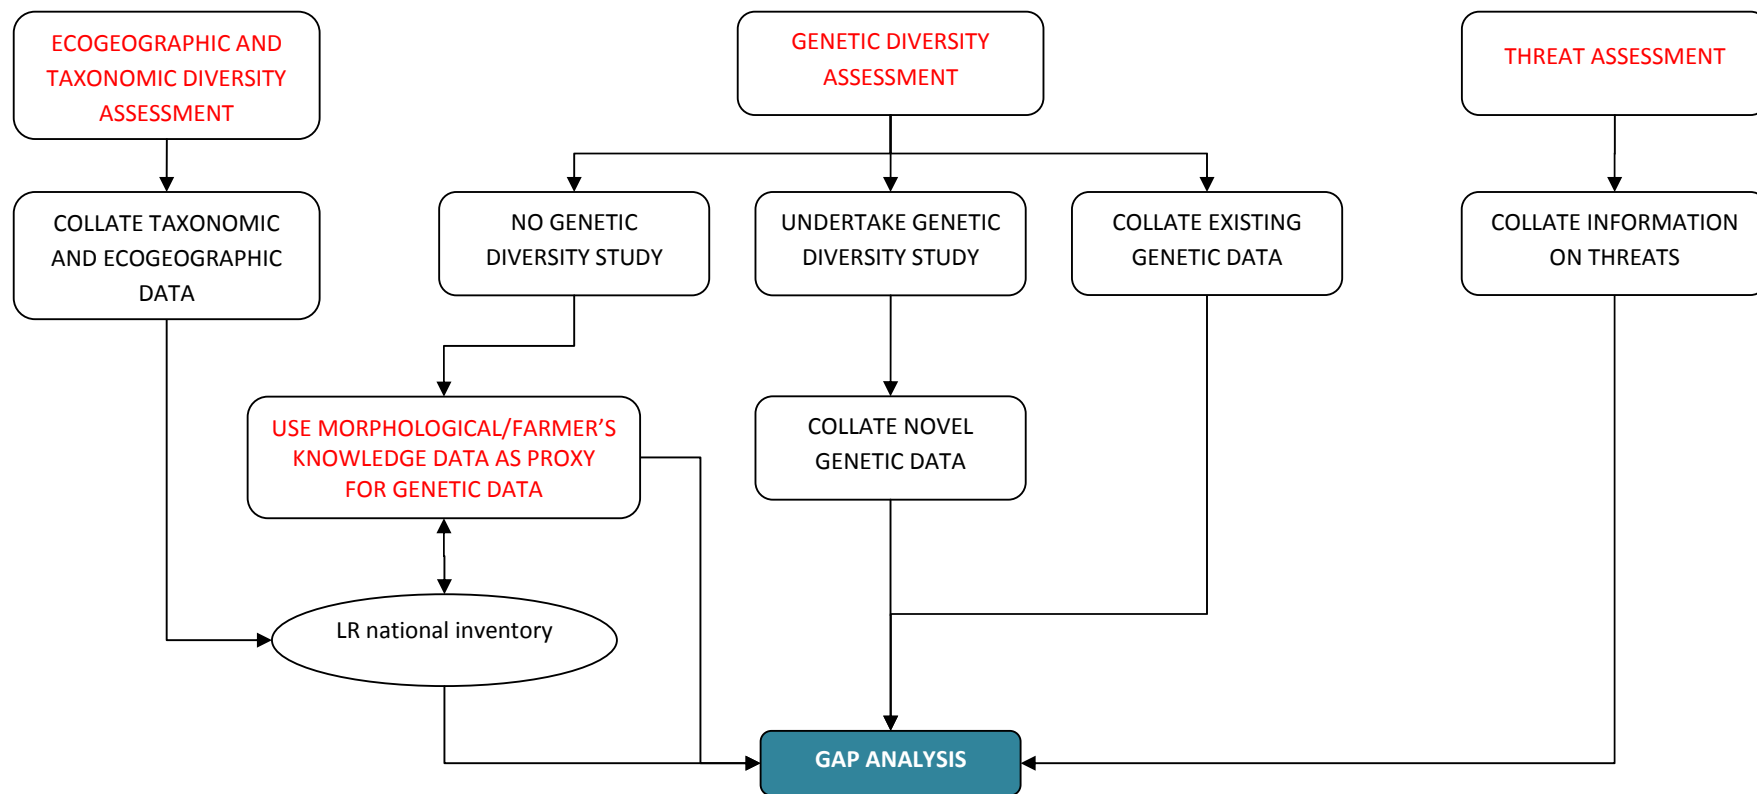 ECOGEOGRAPHIC AND
TAXONOMIC DIVERSITY
ASSESSMENT
GENETIC DIVERSITY
ASSESSMENT
THREAT ASSESSMENT
COLLATE TAXONOMIC
AND ECOGEOGRAPHIC
DATA
NO GENETIC
DIVERSITY STUDY
UNDERTAKE GENETIC
DIVERSITY STUDY
COLLATE EXISTING
GENETIC DATA
COLLATE INFORMATION
ON THREATS
USE MORPHOLOGICAL/FARMER’S
KNOWLEDGE DATA AS PROXY
FOR GENETIC DATA
COLLATE NOVEL
GENETIC DATA
LR national inventory
GAP ANALYSIS